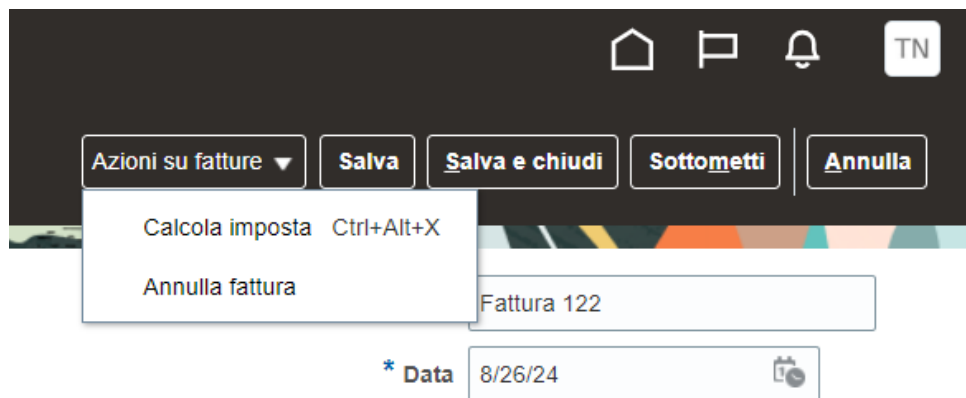 TN
Azioni su fatture Salva Salva e chiudi Sottometti Annulla
Calcola imposta Ctrl+Alt+X
Annulla fattura
Fattura 122
* Data 8/26/24